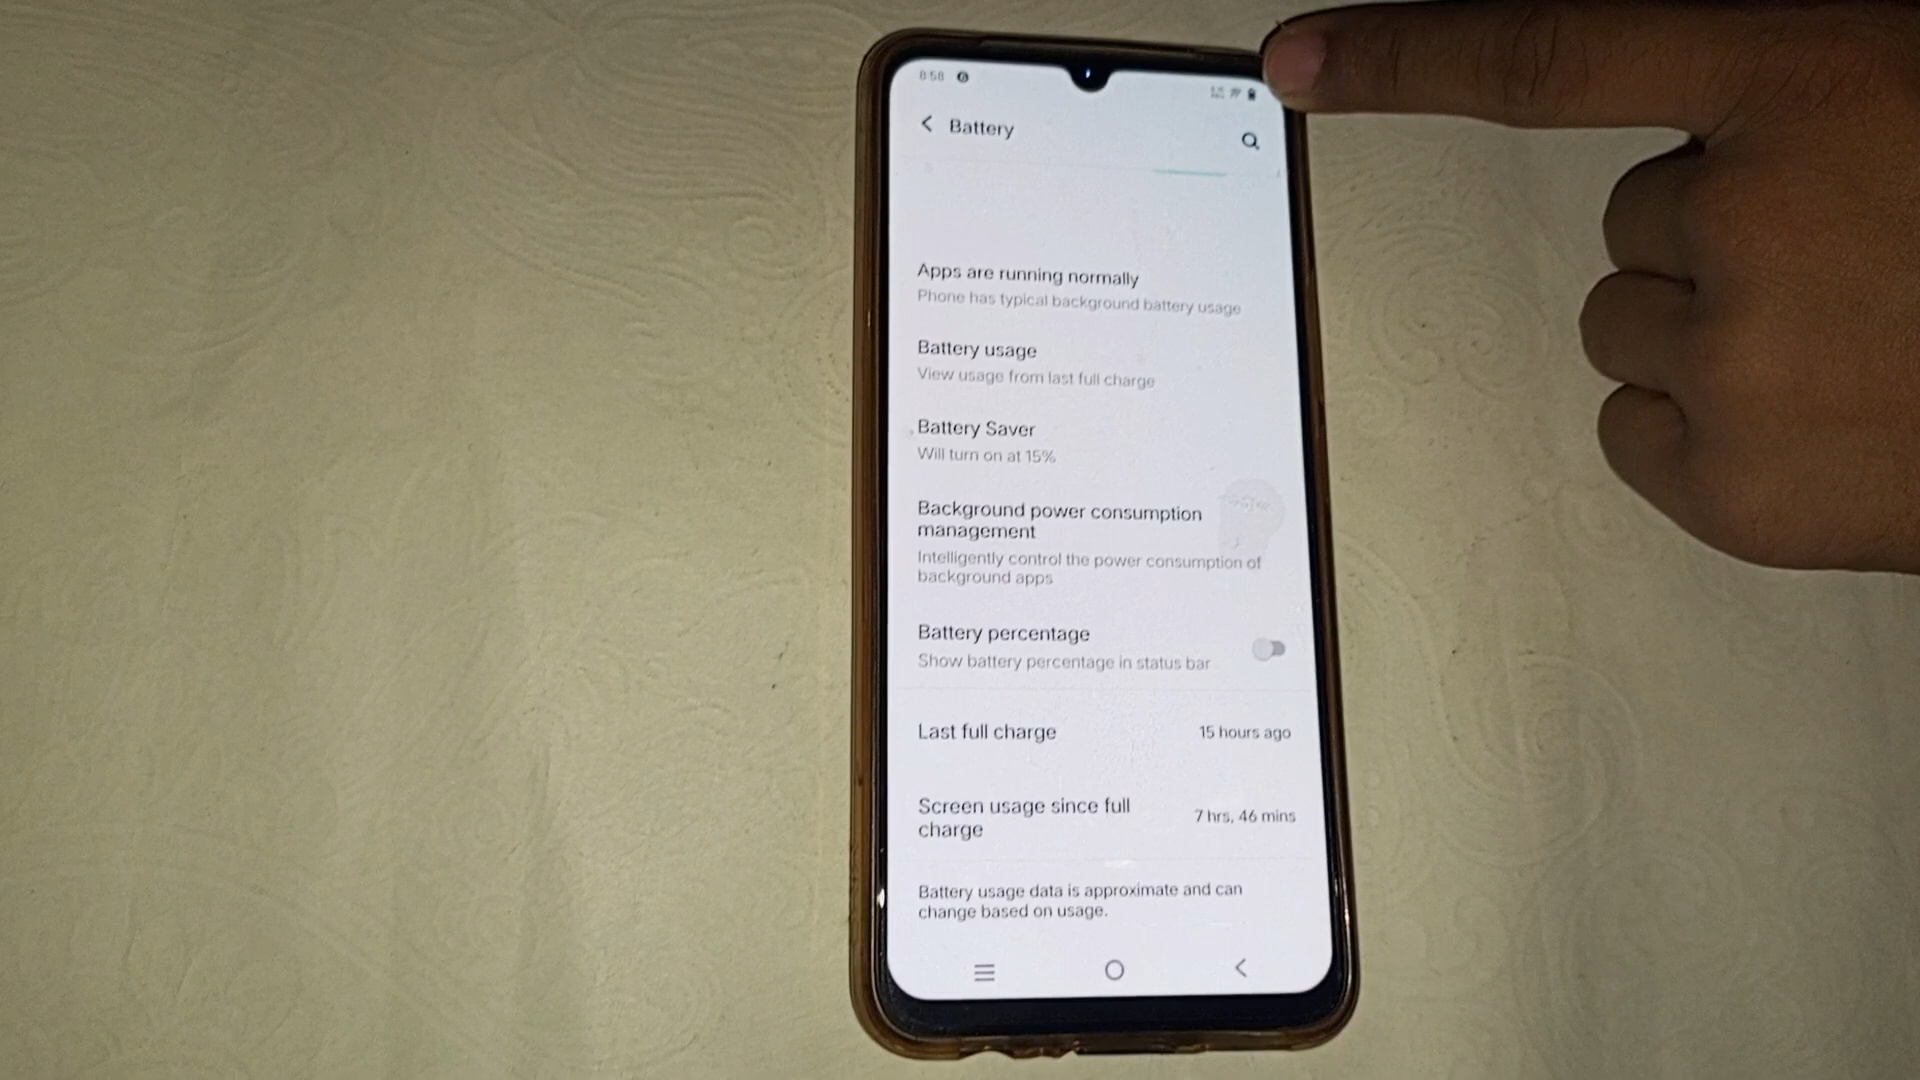 8:58
Battery
Apps are running normally
Phone has typical background battery usage
Battery usage
View usage from last full charge
Battery Saver
Will turn on at 15%
Background power consumption
management
Intelligently control the power consumption of
background apps
Battery percentage
Show battery percentage in status bar
Last full charge
15 hours ago
Screen usage since full
charge
7 hrs, 46 mins
Battery usage data is approximate and can
change based on usage.